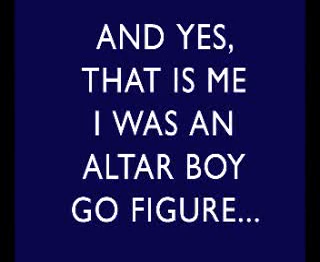 AND YES,
THAT IS ME
I WAS AN
ALTAR BOY
GO FIGURE...